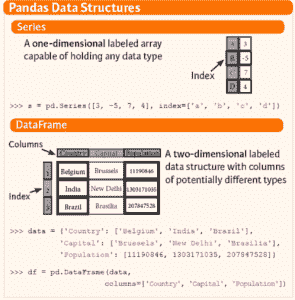 Pandas Data Structures
Series
A one-dimensional labeled array
capable of holding any data type
Index
A 3
B -5
C 7
D 4
>>> s = pd.Series([3, -5, 7, 4], index=['a', 'b', 'c', 'd'])
DataFrame
Columns
Country Capital Population
1 Belgium Brussels 11190846
2 India New Delhi 1303171035
3 Brazil Brasilia 207847528
Index
A two-dimensional labeled
data structure with columns
of potentially different types
>>> data = {'Country': ['Belgium', 'India', 'Brazil'],
'Capital': ['Brussels', 'New Delhi', 'Brasilia'],
'Population': [11190846, 1303171035, 207847528]}
>>> df = pd.DataFrame(data,
columns=['Country', 'Capital', 'Population'])